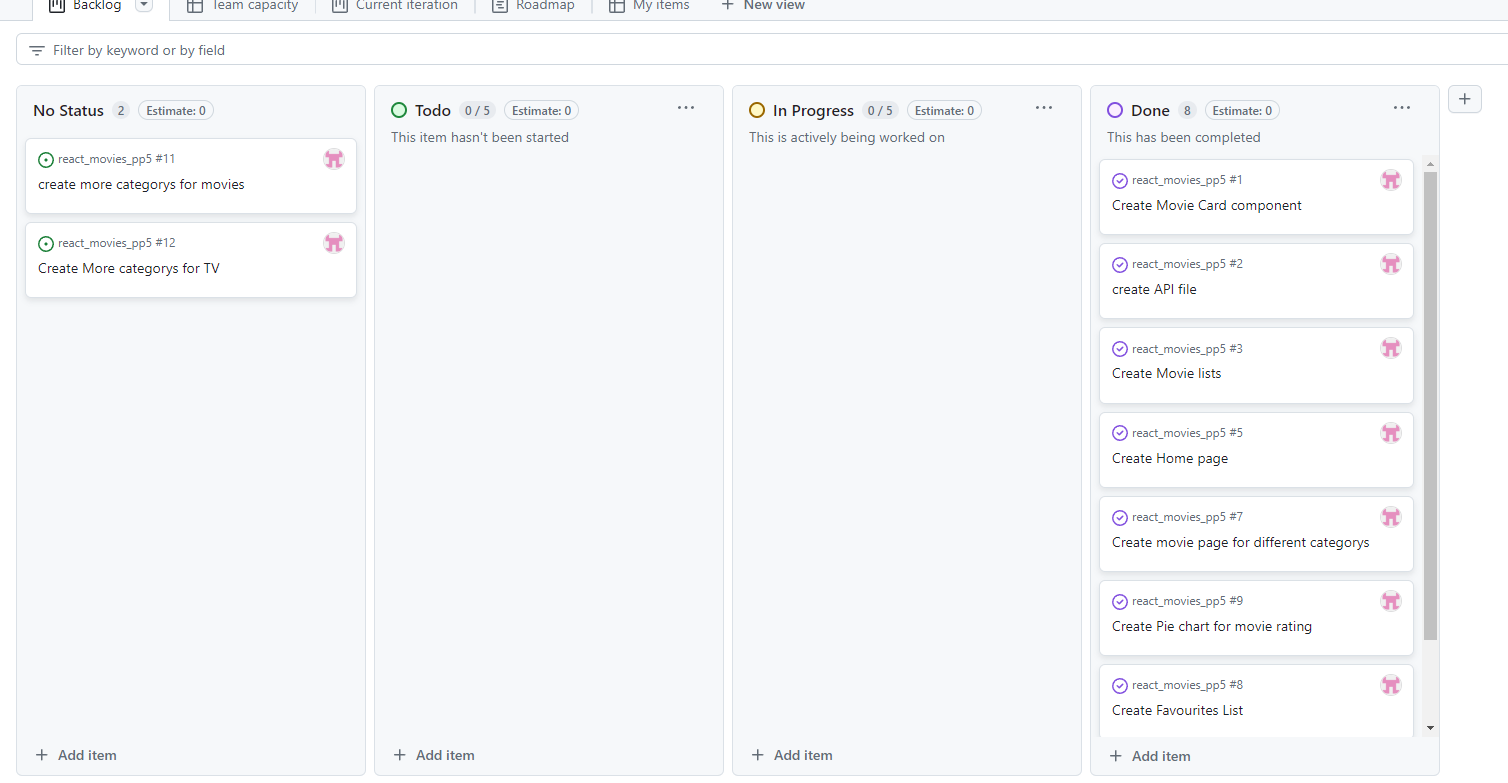 Backlog
Team capacity
Current iteration
Roadmap
My items
New view
Filter by keyword or by field
No Status 2 Estimate: 0
react_movies_pp5 #11
create more categorys for movies
react_movies_pp5 #12
Create More categorys for TV
Add item
Todo 0 / 5 Estimate: 0
This item hasn't been started
Add item
In Progress 0 / 5 Estimate: 0
This is actively being worked on
Add item
Done 8 Estimate: 0
This has been completed
react_movies_pp5 #1
Create Movie Card component
react_movies_pp5 #2
create API file
react_movies_pp5 #3
Create Movie lists
react_movies_pp5 #5
Create Home page
react_movies_pp5 #7
Create movie page for different categorys
react_movies_pp5 #9
Create Pie chart for movie rating
react_movies_pp5 #8
Create Favourites List
Add item